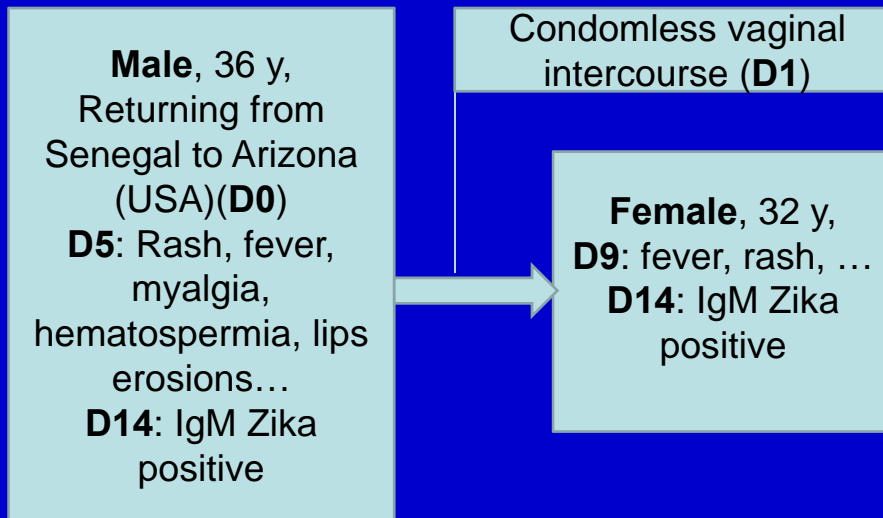 Male, 36 y,
Returning from
Senegal to Arizona
(USA)(D0)
D5: Rash, fever,
myalgia,
hematospermia, lips
erosions…
D14: IgM Zika
positive
Condomless vaginal
intercourse (D1)
Female, 32 y,
D9: fever, rash, …
D14: IgM Zika
positive